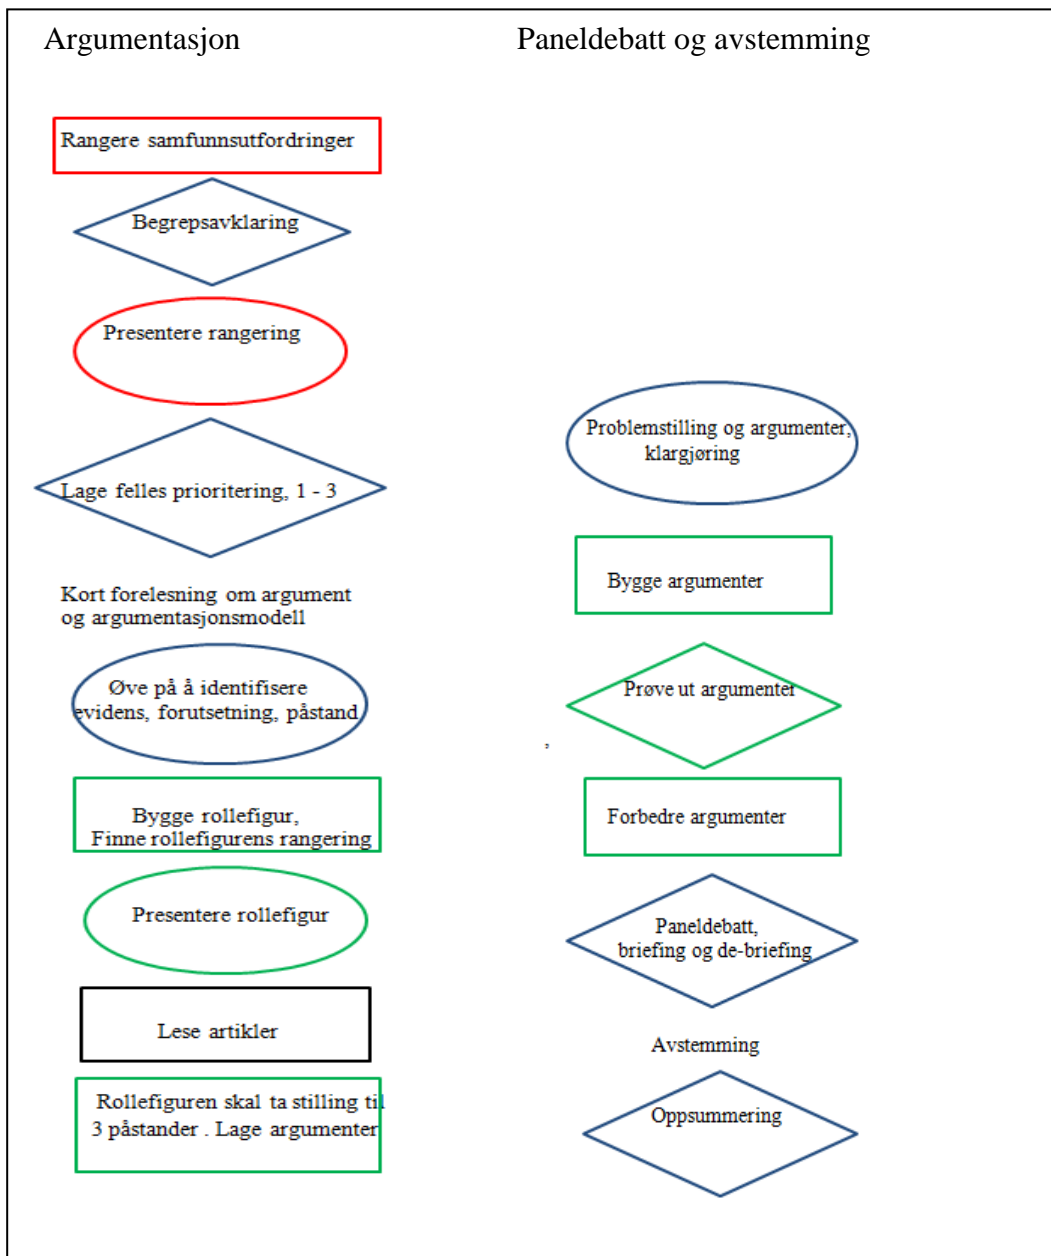 Argumentasjon
Rangere samfunnsutfordringer
Begrepsavklaring
Presentere rangering
Lage felles prioritering, 1 - 3
Kort forelesning om argument
og argumentasjonsmodell
Øve på å identifisere
evidens, forutsetning, påstand
Bygge rollefigur,
Finne rollefigurens rangering
Presentere rollefigur
Lese artikler
Rollefiguren skal ta stilling til
3 påstander . Lage argumenter
Paneldebatt og avstemming
Problemstilling og argumenter,
klargjøring
Bygge argumenter
Prøve ut argumenter
,
Forbedre argumenter
Paneldebatt,
briefing og de-briefing
Avstemming
Oppsummering